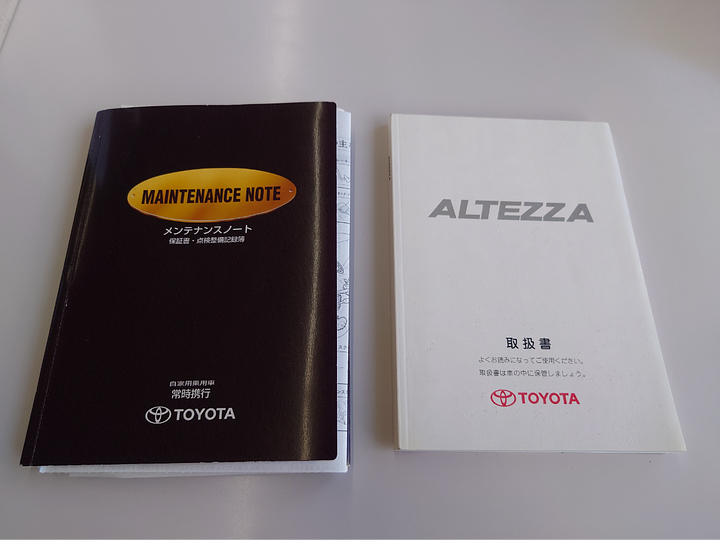 MAINTENANCE NOTE
メンテナンスノート
保証書・点検整備記録簿
自家用乗用車
常時携行
TOYOTA
ALTEZZA
取扱書
よくお読みになってご使用ください。
取扱書は車の中に保管しましょう。
TOYOTA